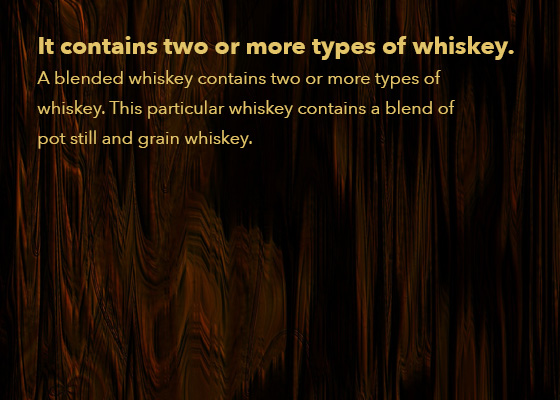 It contains two or more types of whiskey.
A blended whiskey contains two or more types of
whiskey. This particular whiskey contains a blend of
pot still and grain whiskey.